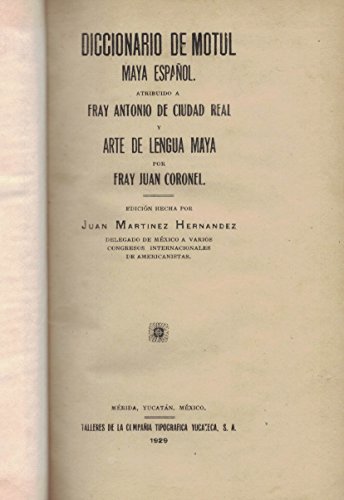 DICCIONARIO DE MOTUL
MAYA ESPAÑOL.
ATRIBUIDO A
FRAY ANTONIO DE CIUDAD REAL
Y
ARTE DE LENGUA MAYA
POR
FRAY JUAN CORONEL.
EDICIÓN HECHA POR
JUAN MARTINEZ HERNANDEZ
DELEGADO DE MÉXICO A VARIOS
CONGRESOS INTERNACIONALES
DE AMERICANISTAS.
MÉRIDA, YUCATÁN, MÉXICO.
TALLERES DE LA COMPAÑIA TIPOGRAFICA YUCATECA, S. A.
1929